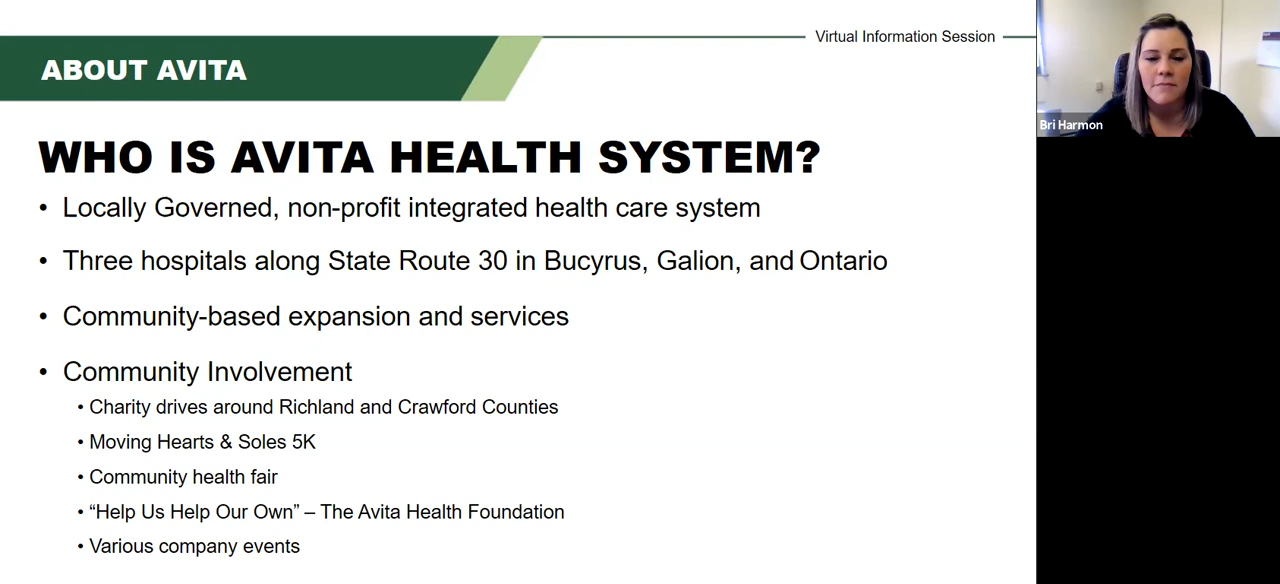 Virtual Information Session
ABOUT AVITA
Bri Harmon
WHO IS AVITA HEALTH SYSTEM?
• Locally Governed, non-profit integrated health care system
• Three hospitals along State Route 30 in Bucyrus, Galion, and Ontario
• Community-based expansion and services
• Community Involvement
• Charity drives around Richland and Crawford Counties
• Moving Hearts & Soles 5K
• Community health fair
• “Help Us Help Our Own” – The Avita Health Foundation
• Various company events